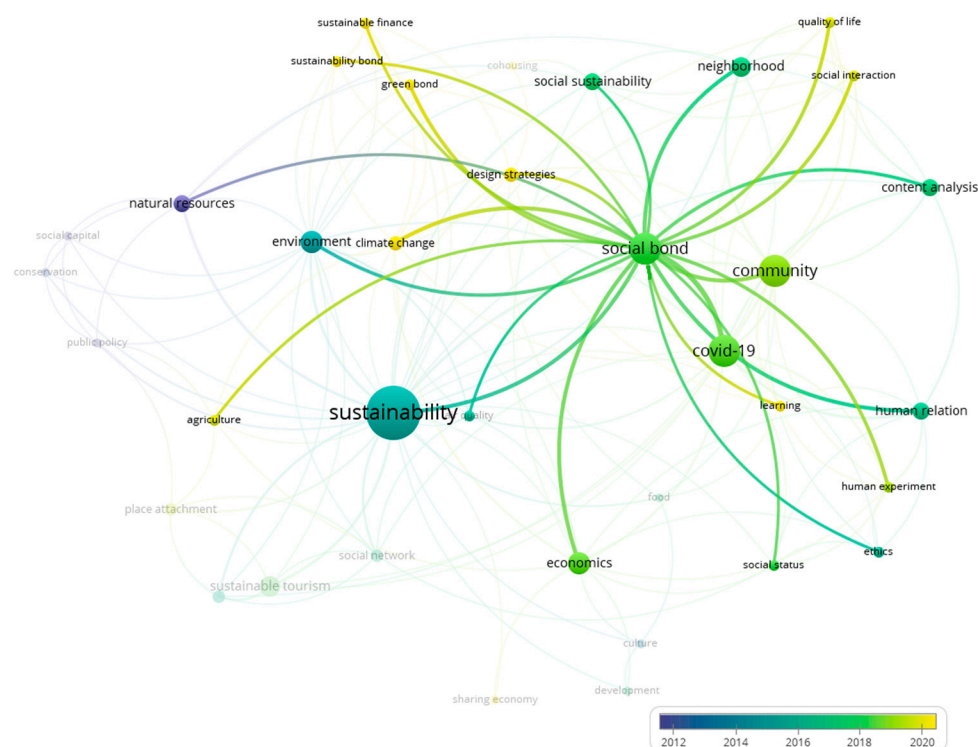 sustainable finance
quality of life
sustainability bond
cohousing
neighborhood
social interaction
green bond
social sustainability
design strategies
content analysis
natural resources
social capital
environment
climate change
social bond
conservation
community
public policy
covid-19
agriculture
sustainability
quality
learning
human relation
human experiment
food
place attachment
social network
economics
social status
ethics
sustainable tourism
culrure
development
sharing economy
2012 2014 2016 2018 2020